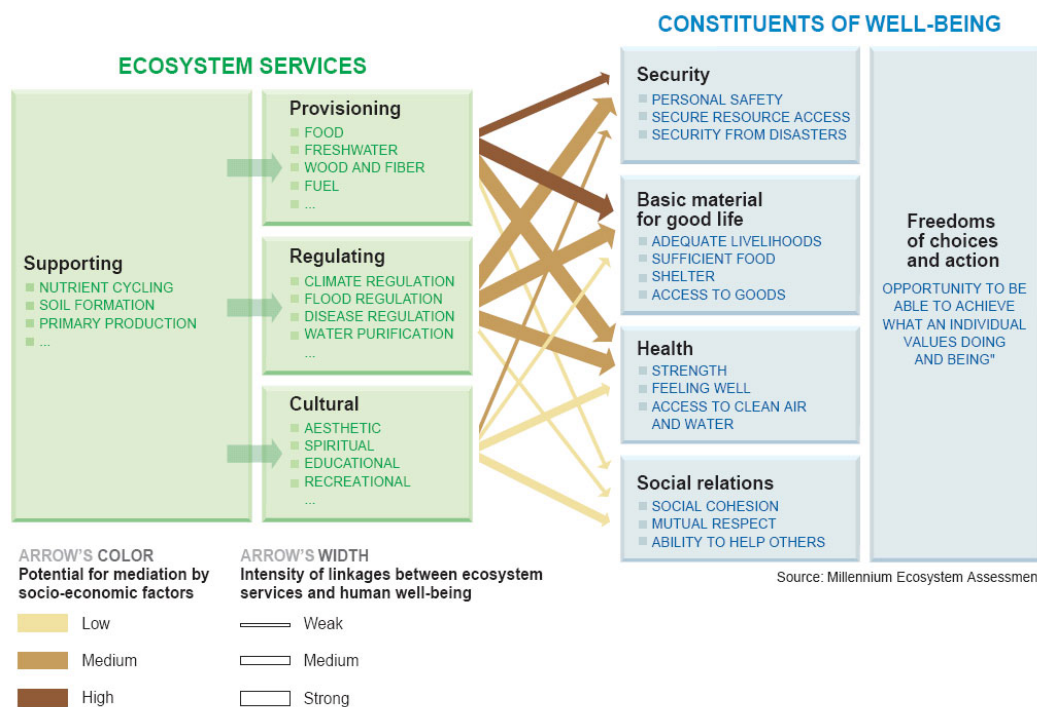 CONSTITUENTS OF WELL-BEING
ECOSYSTEM SERVICES
Supporting
NUTRIENT CYCLING
SOIL FORMATION
PRIMARY PRODUCTION
...
Provisioning
FOOD
FRESHWATER
WOOD AND FIBER
FUEL
...
Regulating
CLIMATE REGULATION
FLOOD REGULATION
DISEASE REGULATION
WATER PURIFICATION
...
Cultural
AESTHETIC
SPIRITUAL
EDUCATIONAL
RECREATIONAL
...
Security
PERSONAL SAFETY
SECURE RESOURCE ACCESS
SECURITY FROM DISASTERS
Basic material
for good life
ADEQUATE LIVELIHOODS
SUFFICIENT FOOD
SHELTER
ACCESS TO GOODS
Health
STRENGTH
FEELING WELL
ACCESS TO CLEAN AIR
AND WATER
Social relations
SOCIAL COHESION
MUTUAL RESPECT
ABILITY TO HELP OTHERS
Freedoms
of choices
and action
OPPORTUNITY TO BE
ABLE TO ACHIEVE
WHAT AN INDIVIDUAL
VALUES DOING
AND BEING"
Source: Millennium Ecosystem Assessmen
ARROW'S COLOR
Potential for mediation by
socio-economic factors
Low
Medium
High
ARROW'S WIDTH
Intensity of linkages between ecosystem
services and human well-being
Weak
Medium
Strong